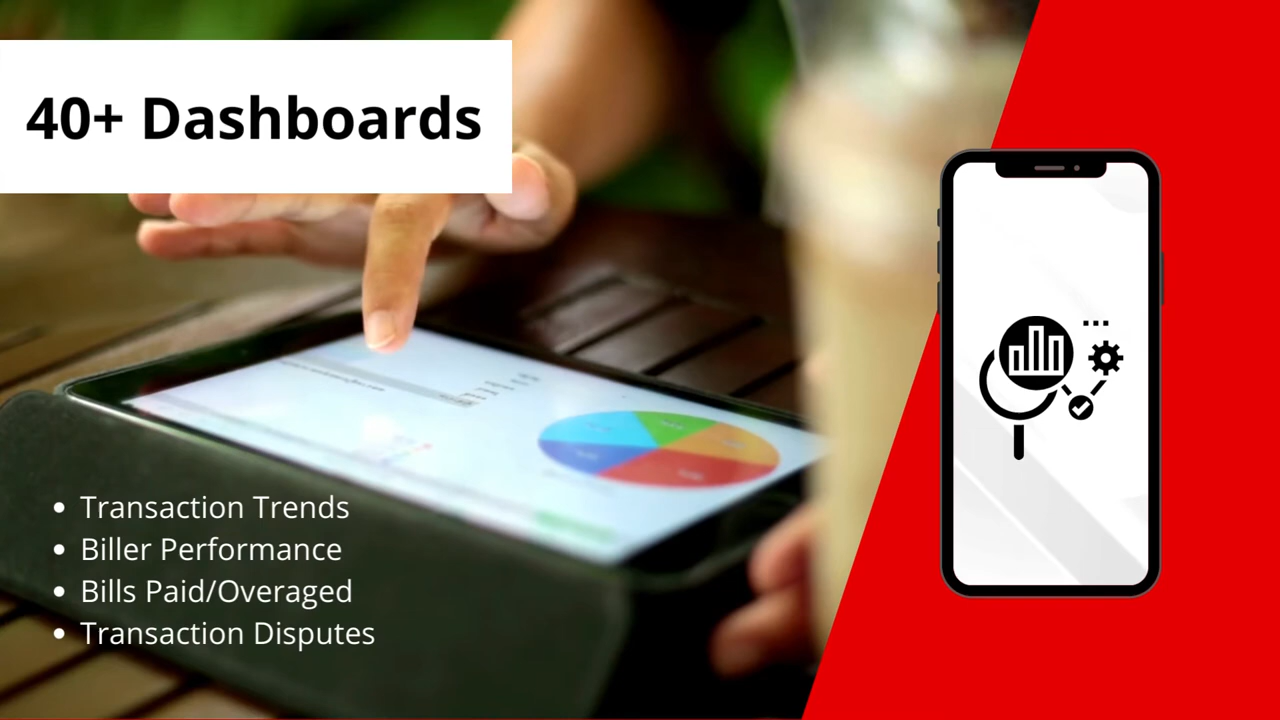 40+ Dashboards
• Transaction Trends
• Biller Performance
• Bills Paid/Overaged
• Transaction Disputes